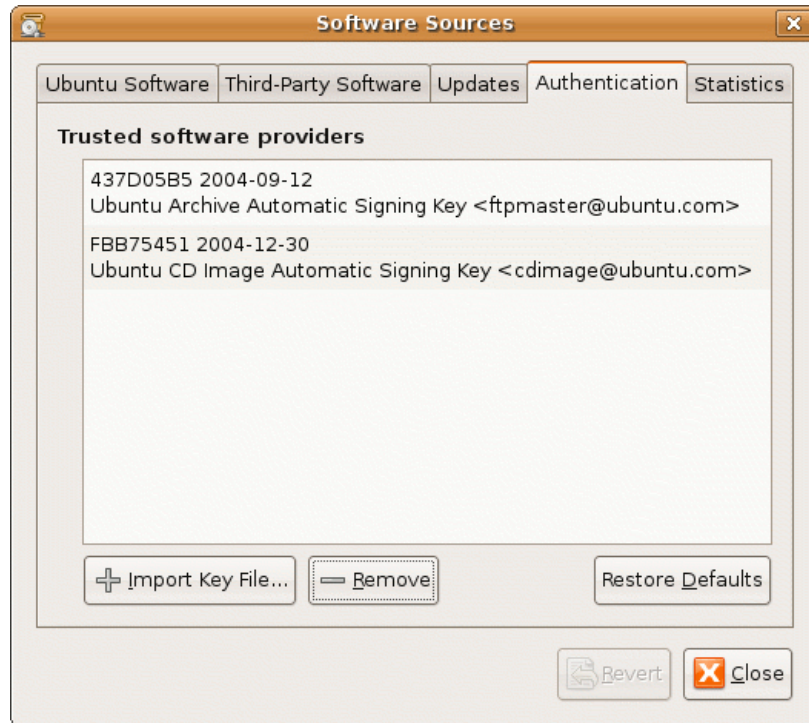 Software Sources
Ubuntu Software
Third-Party Software
Updates
Authentication
Statistics
Trusted software providers
437D05B5 2004-09-12
Ubuntu Archive Automatic Signing Key <ftpmaster@ubuntu.com>
FBB75451 2004-12-30
Ubuntu CD Image Automatic Signing Key <cdimage@ubuntu.com>
Import Key File...
Remove
Restore Defaults
Revert
Close